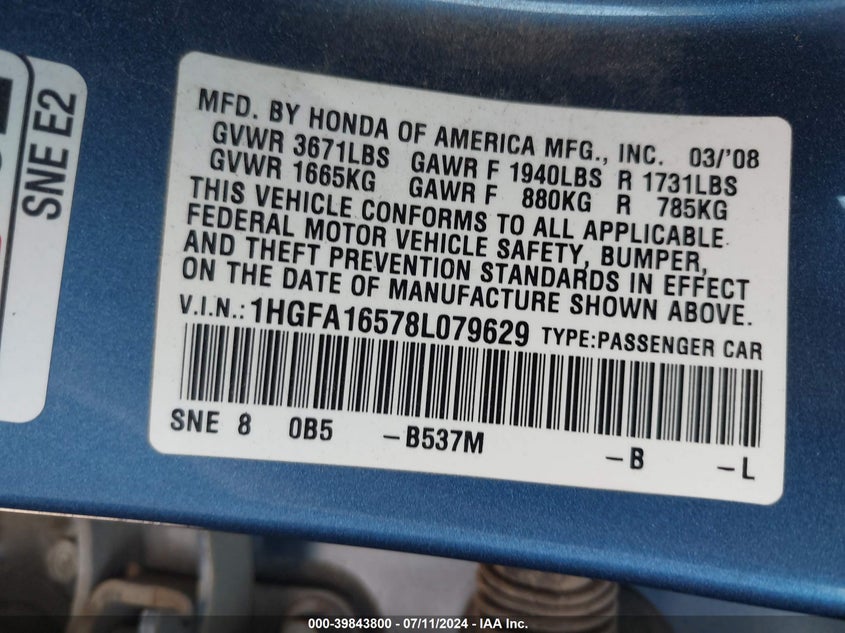 SNE E2
MFD. BY HONDA OF AMERICA MFG., INC. 03/'08
GVWR 3671LBS GAWR F 1940LBS R 1731LBS
GVWR 1665KG GAWR F 880KG R 785KG
THIS VEHICLE CONFORMS TO ALL APPLICABLE
FEDERAL MOTOR VEHICLE SAFETY, BUMPER,
AND THEFT PREVENTION STANDARDS IN EFFECT
ON THE DATE OF MANUFACTURE SHOWN ABOVE.
V.I.N.: 1HGFA16578L079629 TYPE:PASSENGER CAR
SNE 8 0B5 -B537M -B -L
000-39843800 - 07/11/2024 - IAA Inc.